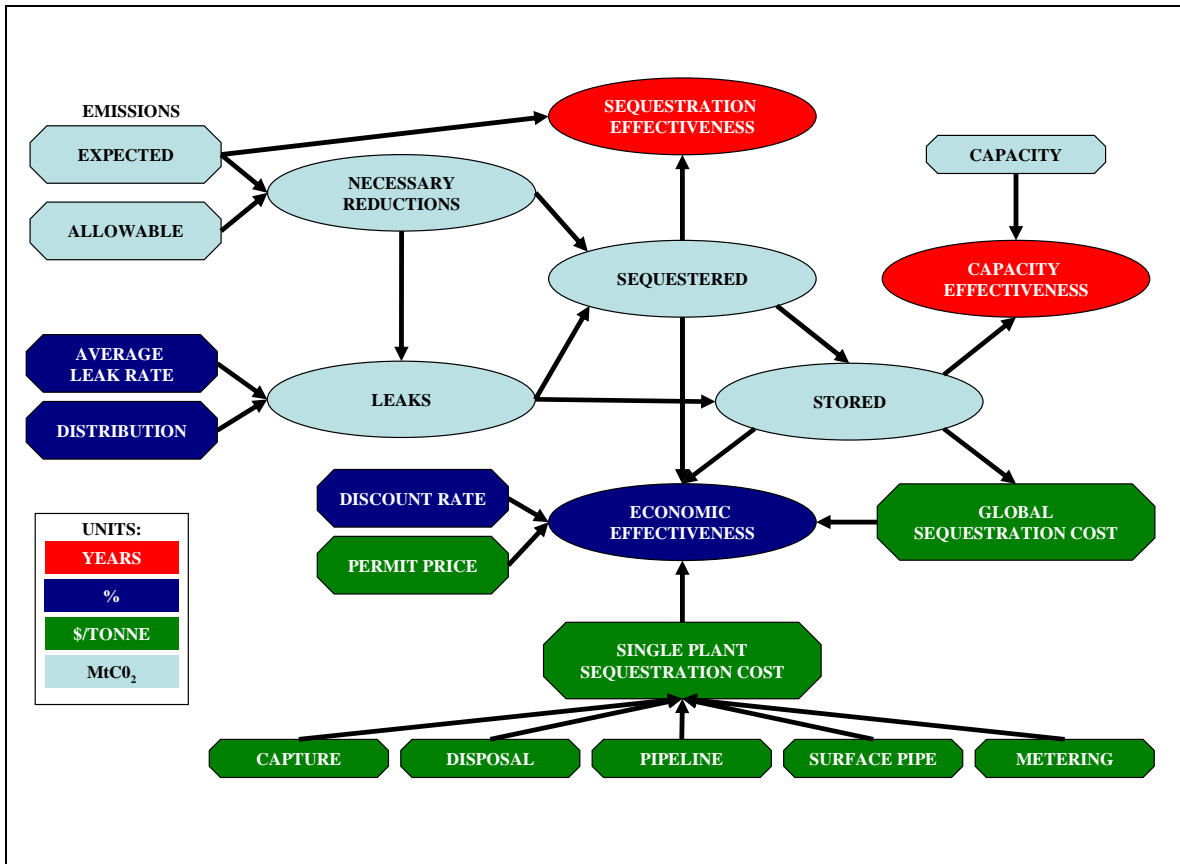 EMISSIONS
EXPECTED
ALLOWABLE
NECESSARY
REDUCTIONS
SEQUESTRATION
EFFECTIVENESS
CAPACITY
SEQUESTERED
CAPACITY
EFFECTIVENESS
AVERAGE
LEAK RATE
DISTRIBUTION
LEAKS
STORED
DISCOUNT RATE
PERMIT PRICE
ECONOMIC
EFFECTIVENESS
GLOBAL
SEQUESTRATION COST
UNITS:
YEARS
%
$/TONNE
MtC0₂
SINGLE PLANT
SEQUESTRATION COST
CAPTURE
DISPOSAL
PIPELINE
SURFACE PIPE
METERING